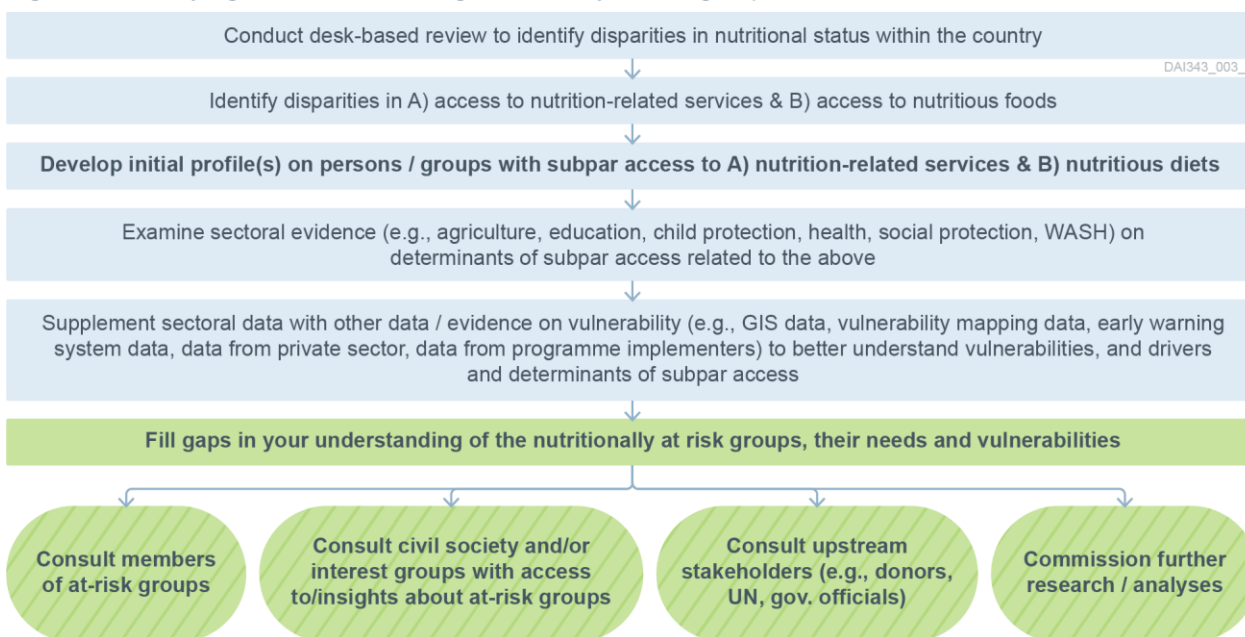 Conduct desk-based review to identify disparities in nutritional status within the country
DAI343_003_
Identify disparities in A) access to nutrition-related services & B) access to nutritious foods
Develop initial profile(s) on persons / groups with subpar access to A) nutrition-related services & B) nutritious diets
Examine sectoral evidence (e.g., agriculture, education, child protection, health, social protection, WASH) on
determinants of subpar access related to the above
Supplement sectoral data with other data / evidence on vulnerability (e.g., GIS data, vulnerability mapping data, early warning
system data, data from private sector, data from programme implementers) to better understand vulnerabilities, and drivers
and determinants of subpar access
Fill gaps in your understanding of the nutritionally at risk groups, their needs and vulnerabilities
Consult members
of at-risk groups
Consult civil society and/or
interest groups with access
to/insights about at-risk groups
Consult upstream
stakeholders (e.g., donors,
UN, gov. officials)
Commission further
research / analyses